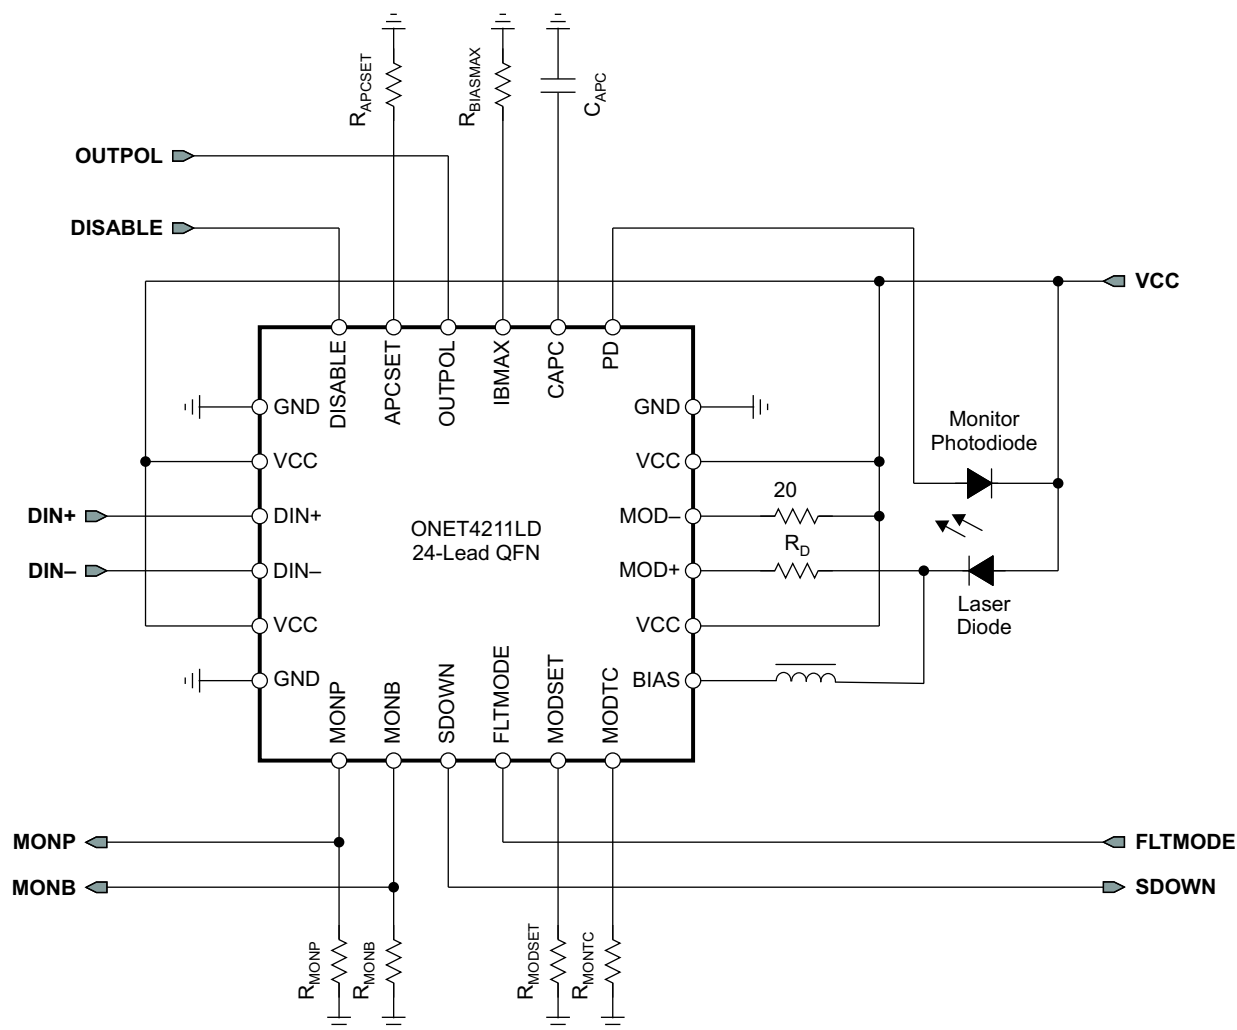 R_APCSET
R_BIASMAX
C_APC
OUTPOL
DISABLE
VCC
DISABLE
APCSET
OUTPOL
IBMAX
CAPC
PD
GND
GND
Monitor
Photodiode
VCC
VCC
20
DIN+
DIN+
MOD–
ONET4211LD
24-Lead QFN
R_D
DIN–
DIN–
MOD+
Laser
Diode
VCC
VCC
GND
BIAS
MONP
MONB
SDOWN
FLTMODE
MODSET
MODTC
MONP
FLTMODE
MONB
SDOWN
R_MONP
R_MONB
R_MODSET
R_MONTC